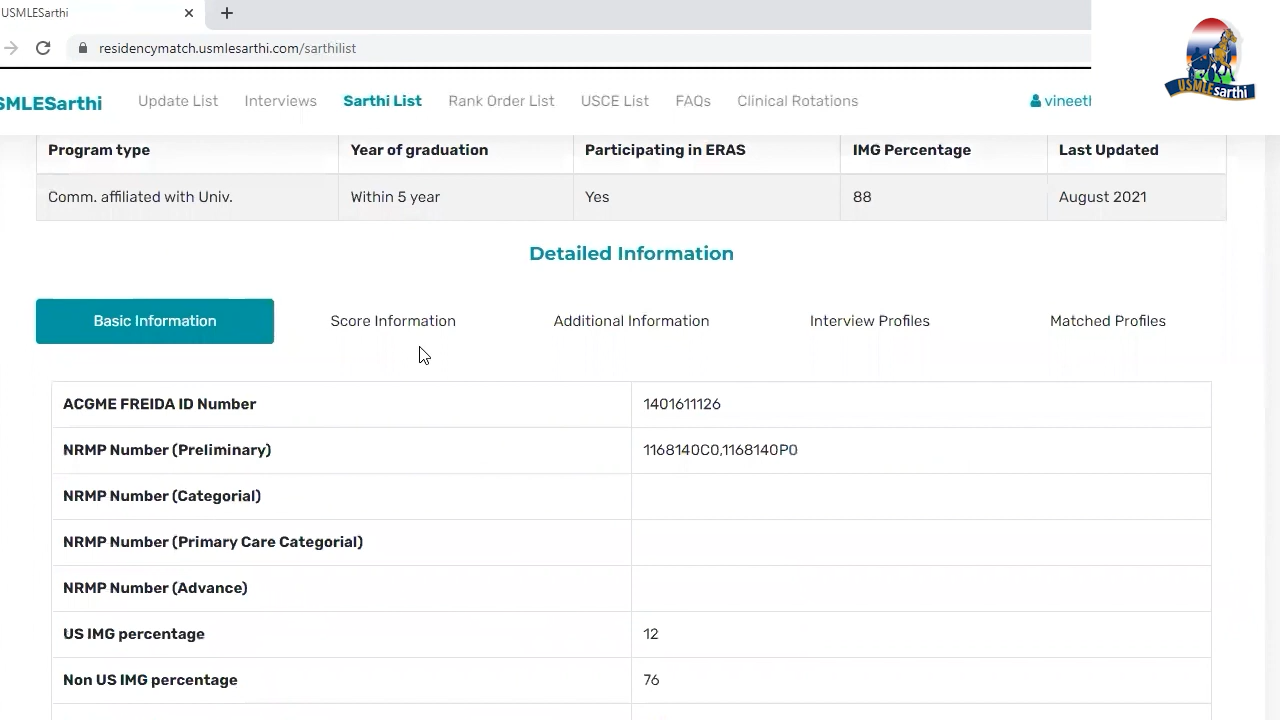 USMLESarthi
residencymatch.usmlesarthi.com/sarthilist
USMLEsarthi
SMLESarthi Update List Interviews Sarthi List Rank Order List USCE List FAQs Clinical Rotations vineetl
Program type Year of graduation Participating in ERAS IMG Percentage Last Updated
Comm. affiliated with Univ. Within 5 year Yes 88 August 2021
Detailed Information
Basic Information Score Information Additional Information Interview Profiles Matched Profiles
ACGME FREIDA ID Number 1401611126
NRMP Number (Preliminary) 1168140C0,1168140P0
NRMP Number (Categorial)
NRMP Number (Primary Care Categorial)
NRMP Number (Advance)
US IMG percentage 12
Non US IMG percentage 76